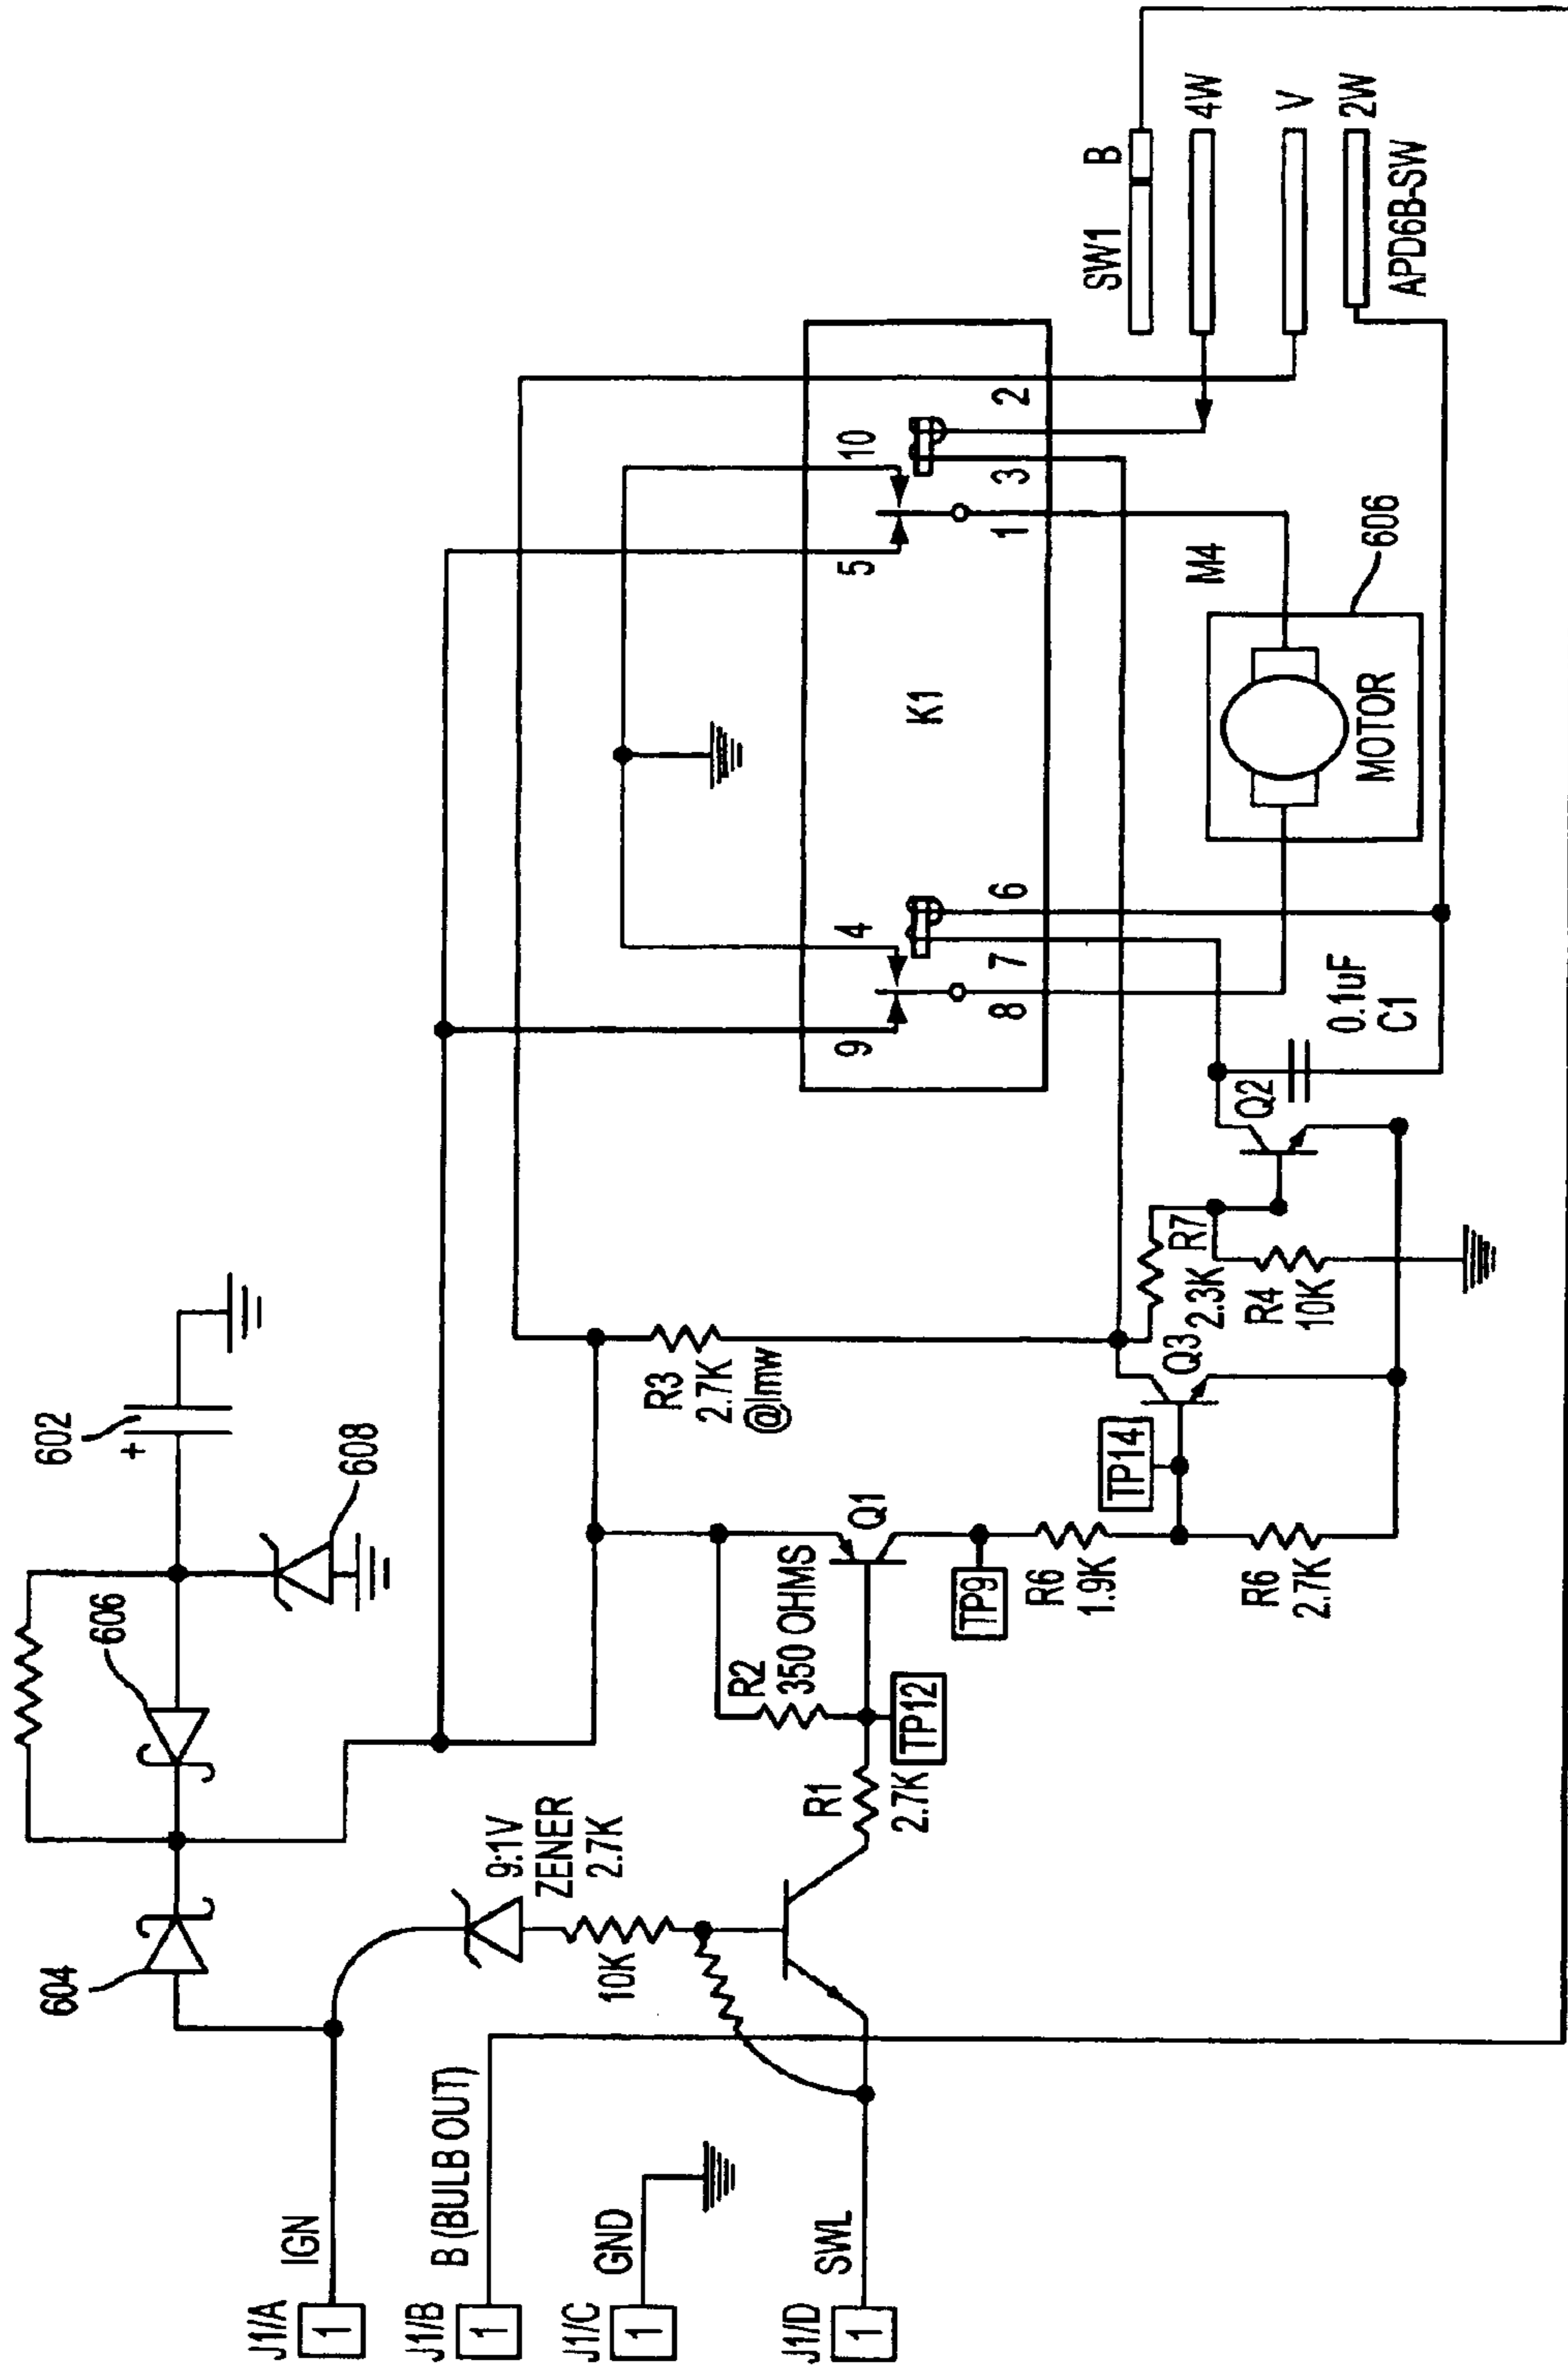 602
604
606
608
J1/A
1
IGN
J1/B
1
B (BULB OUT)
J1/C
1
GND
J1/D
1
SWL
9:1V
ZENER
2.7K
10K
R1
2.7K
R2
350 OHMS
TP12
Q1
TP9
R6
1.9K
R6
2.7K
TP14
R3
2.7K
@lmw
Q3
R7
2.3K
R4
10K
Q2
0.1uF
C1
K1
9
4
8
7
6
5
10
1
3
2
M4
606
MOTOR
SW1
B
4W
V
2W
APD6B-SW
+